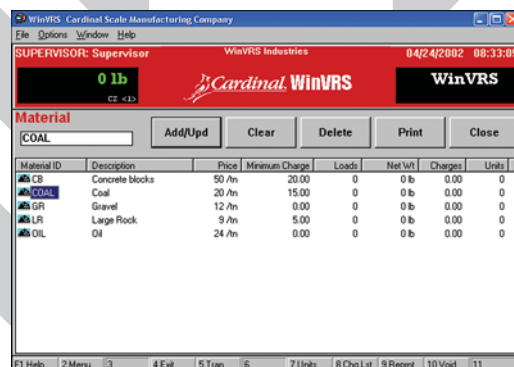 WinVRS Cardinal Scale Manufacturing Company
File Options Window Help
SUPERVISOR: Supervisor WinVRS Industries 04/24/2002 08:33:09
0 lb Cardinal WinVRS WinVRS
CZ <1>
Material
COAL Add/Upd Clear Delete Print Close
Material ID Description Price Minimum Charge Loads Net Wt Charges Units
CB Concrete blocks 50 /tn 20.00 0 0 lb 0.00 0
COAL Coal 20 /tn 15.00 0 0 lb 0.00 0
GR Gravel 12 /tn 0.00 0 0 lb 0.00 0
LR Large Rock 9 /tn 5.00 0 0 lb 0.00 0
OIL Oil 24 /tn 0.00 0 0 lb 0.00 0
F1 Help 2 Menu 3 4 Exit 5 Tran 6 7 Units 8 Chg Lst 9 Reprnt 10 Void 11